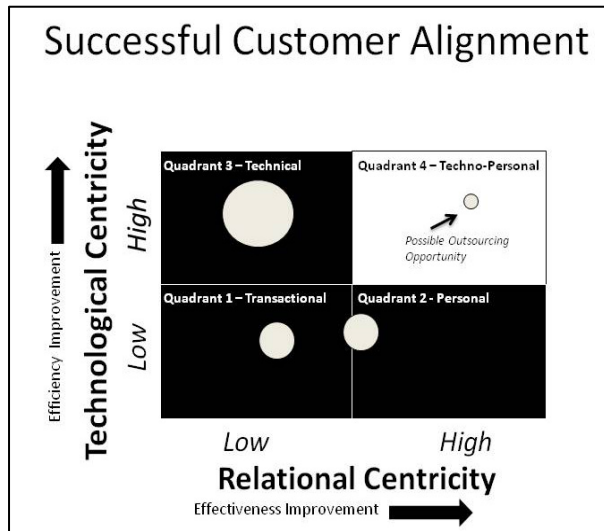 Successful Customer Alignment
Efficiency Improvement
Technological Centricity
High
Low
Quadrant 3 – Technical
Quadrant 4 – Techno-Personal
Possible Outsourcing
Opportunity
Quadrant 1 – Transactional
Quadrant 2 - Personal
Low
High
Relational Centricity
Effectiveness Improvement